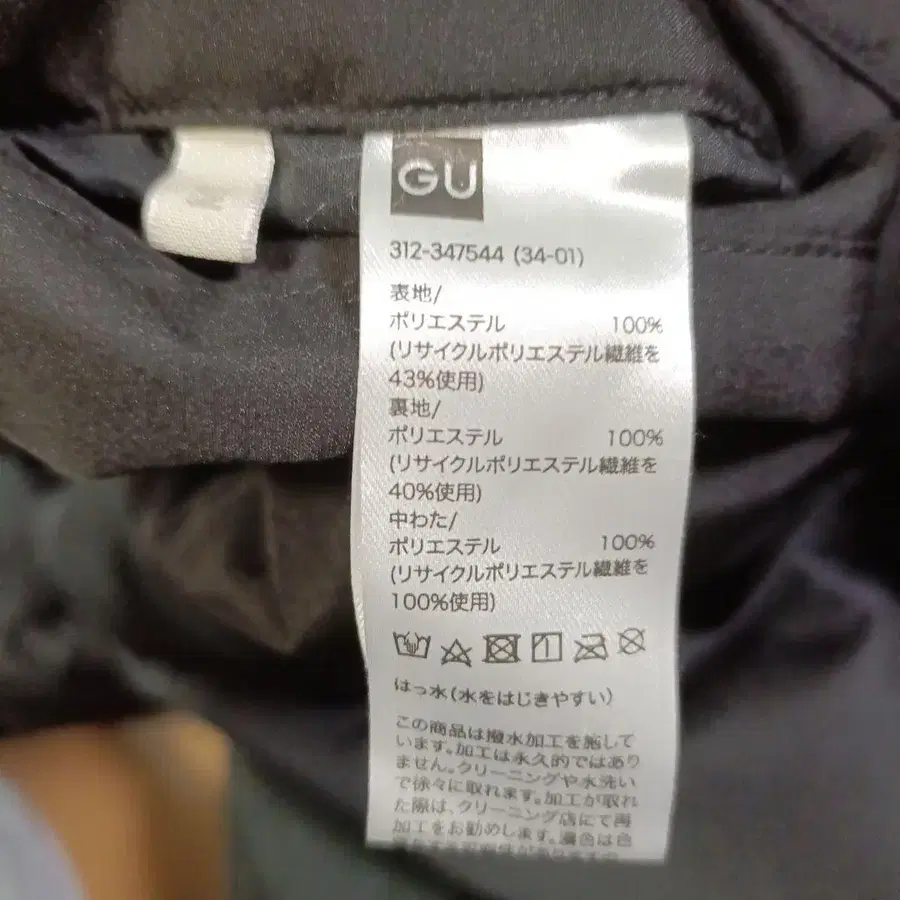 GU
312-347544 (34-01)
表地/
ポリエステル 100%
(リサイクルポリエステル繊維を
43%使用)
裏地/
ポリエステル 100%
(リサイクルポリエステル繊維を
40%使用)
中わた/
ポリエステル 100%
(リサイクルポリエステル繊維を
100%使用)
はっ水(水をはじきやすい)
この商品は撥水加工を施して
います。加工は永久的ではあり
ません。クリーニングや水洗い
で徐々に取れます。加工が取れ
た際は、クリーニング店にて再
加工をお勧めします。濃色は色